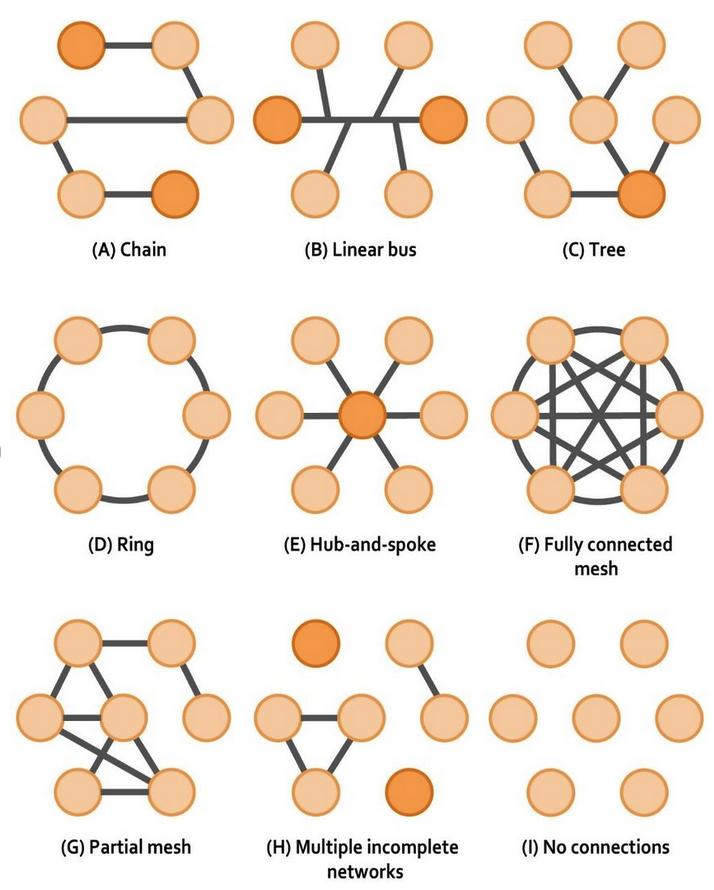 (A) Chain
(B) Linear bus
(C) Tree
(D) Ring
(E) Hub-and-spoke
(F) Fully connected
mesh
(G) Partial mesh
(H) Multiple incomplete
networks
(I) No connections